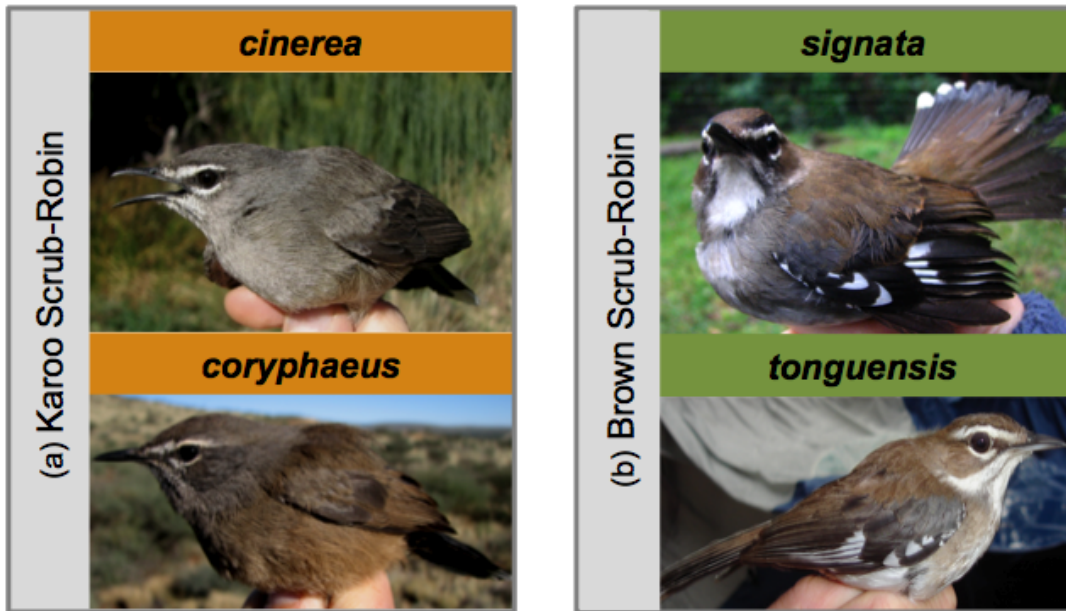 (a) Karoo Scrub-Robin
cinerea
coryphaeus
(b) Brown Scrub-Robin
signata
tonguensis